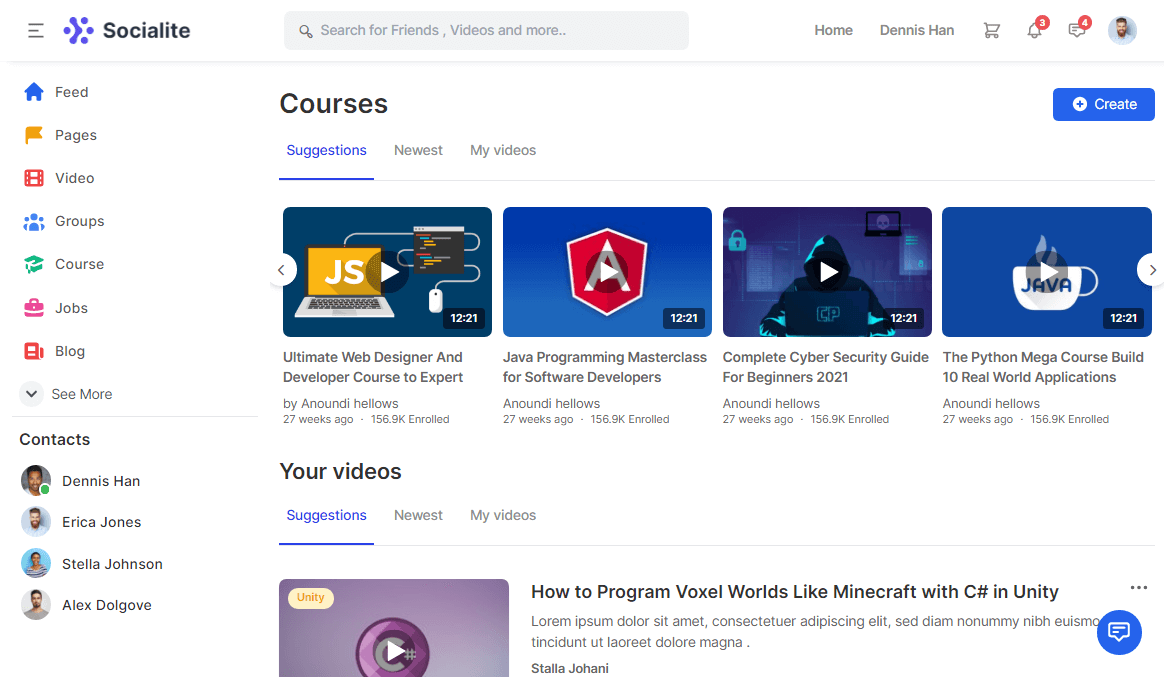 Socialite
Search for Friends , Videos and more..
Home
Dennis Han
3
4
Feed
Pages
Video
Groups
Course
Jobs
Blog
See More
Contacts
Dennis Han
Erica Jones
Stella Johnson
Alex Dolgove
Courses
Create
Suggestions
Newest
My videos
JS
12:21
Ultimate Web Designer And
Developer Course to Expert
by Anoundi hellows
27 weeks ago · 156.9K Enrolled
A
12:21
Java Programming Masterclass
for Software Developers
Anoundi hellows
27 weeks ago · 156.9K Enrolled
CP
12:21
Complete Cyber Security Guide
For Beginners 2021
Anoundi hellows
27 weeks ago · 156.9K Enrolled
JAVA
12:21
The Python Mega Course Build
10 Real World Applications
Anoundi hellows
27 weeks ago · 156.9K Enrolled
Your videos
Suggestions
Newest
My videos
Unity
C#
How to Program Voxel Worlds Like Minecraft with C# in Unity
Lorem ipsum dolor sit amet, consectetuer adipiscing elit, sed diam nonummy nibh euismo
tincidunt ut laoreet dolore magna .
Stalla Johani